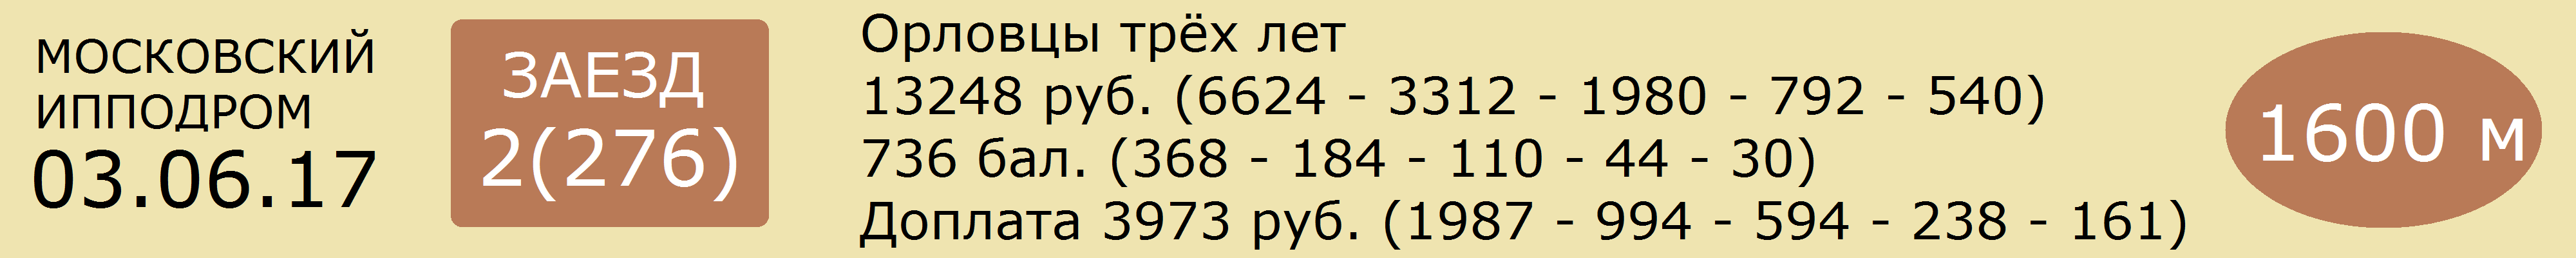 МОСКОВСКИЙ
ИППОДРОМ
03.06.17
ЗАЕЗД
2(276)
Орловцы трёх лет
13248 руб. (6624 - 3312 - 1980 - 792 - 540)
736 бал. (368 - 184 - 110 - 44 - 30)
Доплата 3973 руб. (1987 - 994 - 594 - 238 - 161)
1600 м